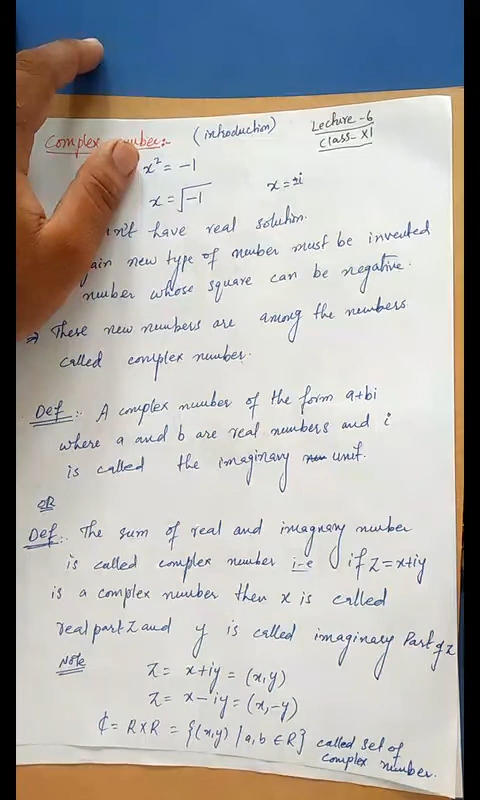 Complex number:- (introduction) Lecture-6
Class-XI
x² = -1
x = √-1 x = ±i
n't have real solution.
ain new type of number must be invented
number whose square can be negative.
⇒ These new numbers are among the numbers
called complex number.
Def:. A complex number of the form a+bi
where a and b are real numbers and i
is called the imaginary unit.
OR
Def:. The sum of real and imagnary number
is called complex number i-e if Z = x+iy
is a complex number then x is called
real part Z and y is called imaginary Part of z
Note
Z = x+iy = (x,y)
Z = x-iy = (x,-y)
ℂ = R×R = {(x,y) / a,b ∈ R} called set of
complex number.